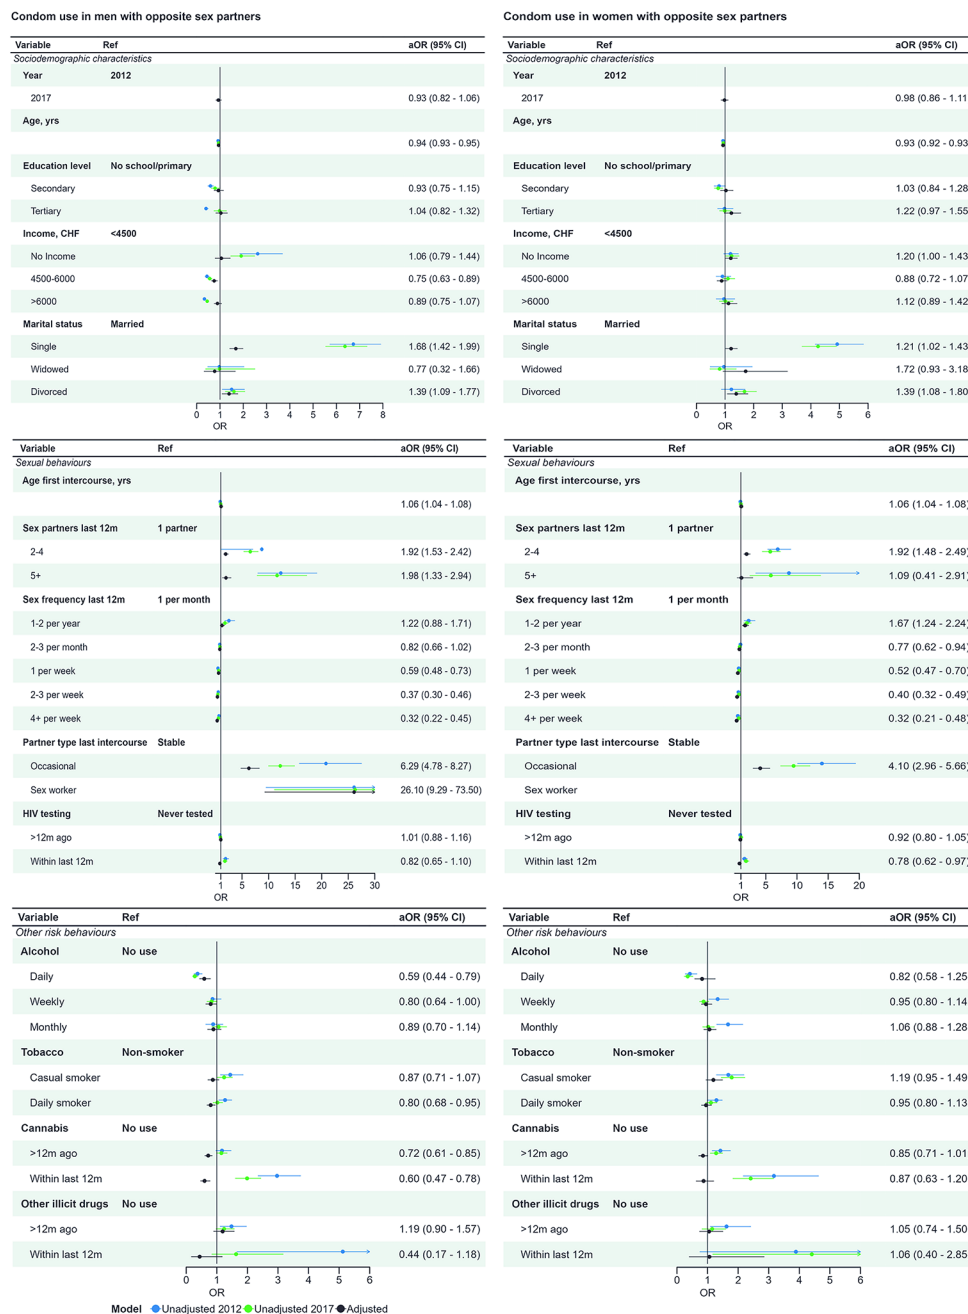 Condom use in men with opposite sex partners
Variable Ref aOR (95% CI)
Sociodemographic characteristics
Year 2012
2017 0.93 (0.82 - 1.06)
Age, yrs
0.94 (0.93 - 0.95)
Education level No school/primary
Secondary 0.93 (0.75 - 1.15)
Tertiary 1.04 (0.82 - 1.32)
Income, CHF <4500
No Income 1.06 (0.79 - 1.44)
4500-6000 0.75 (0.63 - 0.89)
>6000 0.89 (0.75 - 1.07)
Marital status Married
Single 1.68 (1.42 - 1.99)
Widowed 0.77 (0.32 - 1.66)
Divorced 1.39 (1.09 - 1.77)
0 1 2 3 4 5 6 7 8
OR
Variable Ref aOR (95% CI)
Sexual behaviours
Age first intercourse, yrs
1.06 (1.04 - 1.08)
Sex partners last 12m 1 partner
2-4 1.92 (1.53 - 2.42)
5+ 1.98 (1.33 - 2.94)
Sex frequency last 12m 1 per month
1-2 per year 1.22 (0.88 - 1.71)
2-3 per month 0.82 (0.66 - 1.02)
1 per week 0.59 (0.48 - 0.73)
2-3 per week 0.37 (0.30 - 0.46)
4+ per week 0.32 (0.22 - 0.45)
Partner type last intercourse Stable
Occasional 6.29 (4.78 - 8.27)
Sex worker 26.10 (9.29 - 73.50)
HIV testing Never tested
>12m ago 1.01 (0.88 - 1.16)
Within last 12m 0.82 (0.65 - 1.10)
1 5 10 15 20 25 30
OR
Variable Ref aOR (95% CI)
Other risk behaviours
Alcohol No use
Daily 0.59 (0.44 - 0.79)
Weekly 0.80 (0.64 - 1.00)
Monthly 0.89 (0.70 - 1.14)
Tobacco Non-smoker
Casual smoker 0.87 (0.71 - 1.07)
Daily smoker 0.80 (0.68 - 0.95)
Cannabis No use
>12m ago 0.72 (0.61 - 0.85)
Within last 12m 0.60 (0.47 - 0.78)
Other illicit drugs No use
>12m ago 1.19 (0.90 - 1.57)
Within last 12m 0.44 (0.17 - 1.18)
0 1 2 3 4 5 6
OR
Condom use in women with opposite sex partners
Variable Ref aOR (95% CI)
Sociodemographic characteristics
Year 2012
2017 0.98 (0.86 - 1.11
Age, yrs
0.93 (0.92 - 0.93
Education level No school/primary
Secondary 1.03 (0.84 - 1.28
Tertiary 1.22 (0.97 - 1.55
Income, CHF <4500
No Income 1.20 (1.00 - 1.43
4500-6000 0.88 (0.72 - 1.07
>6000 1.12 (0.89 - 1.42
Marital status Married
Single 1.21 (1.02 - 1.43
Widowed 1.72 (0.93 - 3.18
Divorced 1.39 (1.08 - 1.80
0 1 2 3 4 5 6
OR
Variable Ref aOR (95% CI)
Sexual behaviours
Age first intercourse, yrs
1.06 (1.04 - 1.08)
Sex partners last 12m 1 partner
2-4 1.92 (1.48 - 2.49)
5+ 1.09 (0.41 - 2.91)
Sex frequency last 12m 1 per month
1-2 per year 1.67 (1.24 - 2.24)
2-3 per month 0.77 (0.62 - 0.94)
1 per week 0.52 (0.47 - 0.70)
2-3 per week 0.40 (0.32 - 0.49)
4+ per week 0.32 (0.21 - 0.48)
Partner type last intercourse Stable
Occasional 4.10 (2.96 - 5.66)
Sex worker
HIV testing Never tested
>12m ago 0.92 (0.80 - 1.05)
Within last 12m 0.78 (0.62 - 0.97)
1 5 10 15 20
OR
Variable Ref aOR (95% CI)
Other risk behaviours
Alcohol No use
Daily 0.82 (0.58 - 1.25
Weekly 0.95 (0.80 - 1.14
Monthly 1.06 (0.88 - 1.28
Tobacco Non-smoker
Casual smoker 1.19 (0.95 - 1.49
Daily smoker 0.95 (0.80 - 1.13
Cannabis No use
>12m ago 0.85 (0.71 - 1.01
Within last 12m 0.87 (0.63 - 1.20
Other illicit drugs No use
>12m ago 1.05 (0.74 - 1.50
Within last 12m 1.06 (0.40 - 2.85
0 1 2 3 4 5 6
OR
Model Unadjusted 2012 Unadjusted 2017 Adjusted